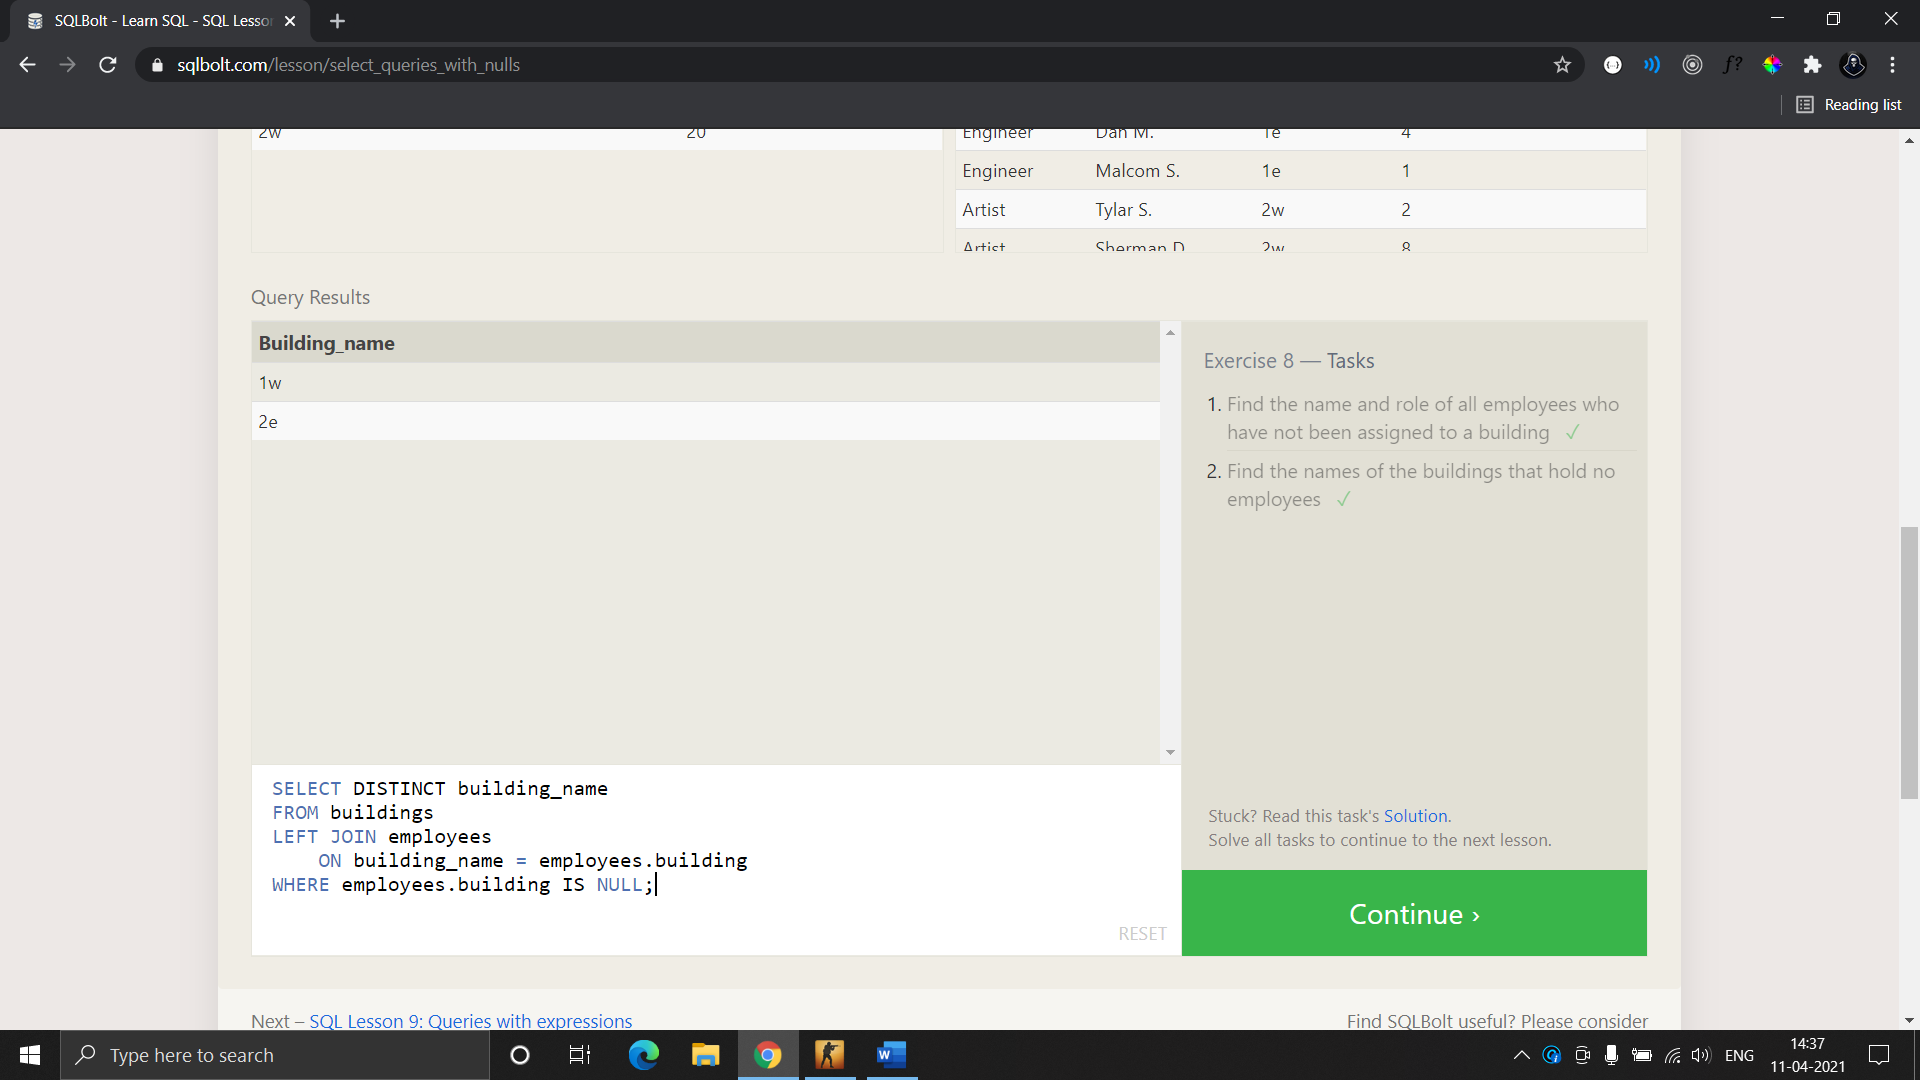 SQLBolt - Learn SQL - SQL Lesson
sqlbolt.com/lesson/select_queries_with_nulls
Reading list
2w 20
Engineer Dan M. 1e 4
Engineer Malcom S. 1e 1
Artist Tylar S. 2w 2
Artist Sherman D. 2w 8
Query Results
Building_name
1w
2e
Exercise 8 — Tasks
1. Find the name and role of all employees who
have not been assigned to a building ✓
2. Find the names of the buildings that hold no
employees ✓
SELECT DISTINCT building_name
FROM buildings
LEFT JOIN employees
ON building_name = employees.building
WHERE employees.building IS NULL;
RESET
Stuck? Read this task's Solution.
Solve all tasks to continue to the next lesson.
Continue ›
Next – SQL Lesson 9: Queries with expressions
Find SQLBolt useful? Please consider
Type here to search
ENG
14:37
11-04-2021